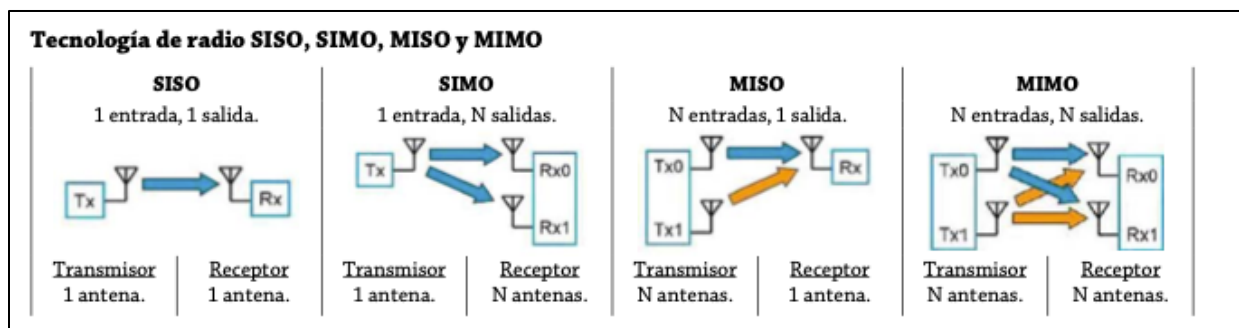 Tecnología de radio SISO, SIMO, MISO y MIMO
SISO
1 entrada, 1 salida.
Tx
Rx
Transmisor
1 antena.
Receptor
1 antena.
SIMO
1 entrada, N salidas.
Tx
Rx0
Rx1
Transmisor
1 antena.
Receptor
N antenas.
MISO
N entradas, 1 salida.
Tx0
Rx
Tx1
Transmisor
N antenas.
Receptor
1 antena.
MIMO
N entradas, N salidas.
Tx0
Rx0
Tx1
Rx1
Transmisor
N antenas.
Receptor
N antenas.